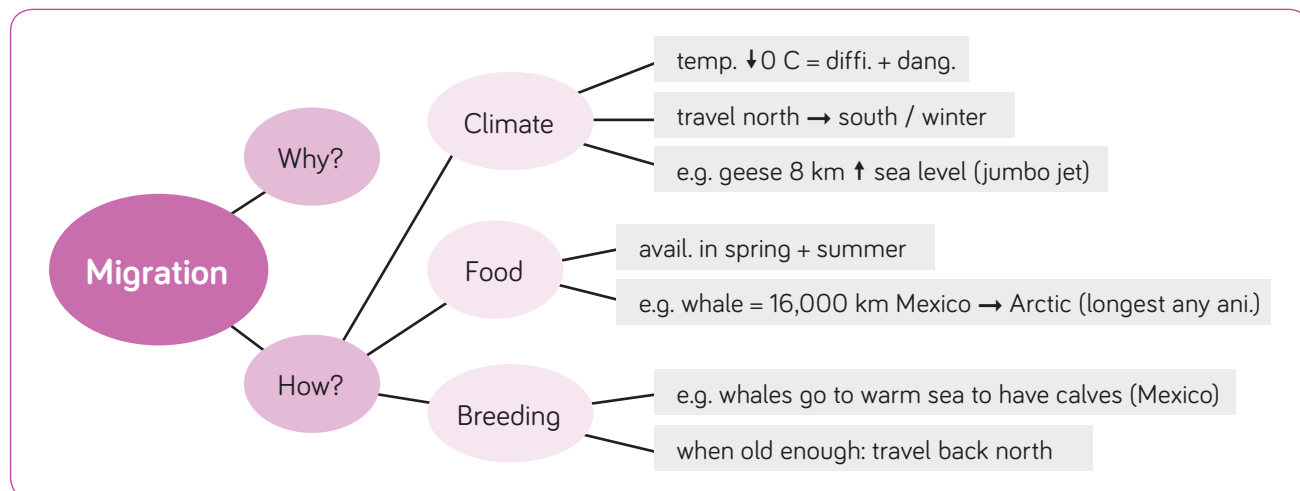 Migration
Why?
How?
Climate
temp. ↓0 C = diffi. + dang.
travel north → south / winter
e.g. geese 8 km ↑ sea level (jumbo jet)
Food
avail. in spring + summer
e.g. whale = 16,000 km Mexico → Arctic (longest any ani.)
Breeding
e.g. whales go to warm sea to have calves (Mexico)
when old enough: travel back north